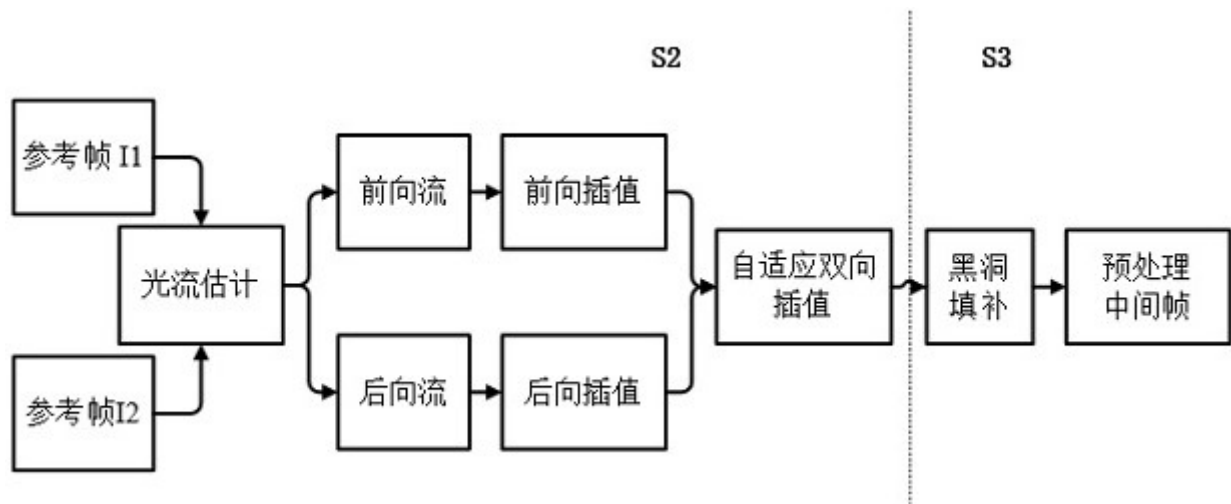 S2
S3
参考帧 I1
前向流
前向插值
光流估计
自适应双向
插值
黑洞
填补
预处理
中间帧
参考帧I2
后向流
后向插值